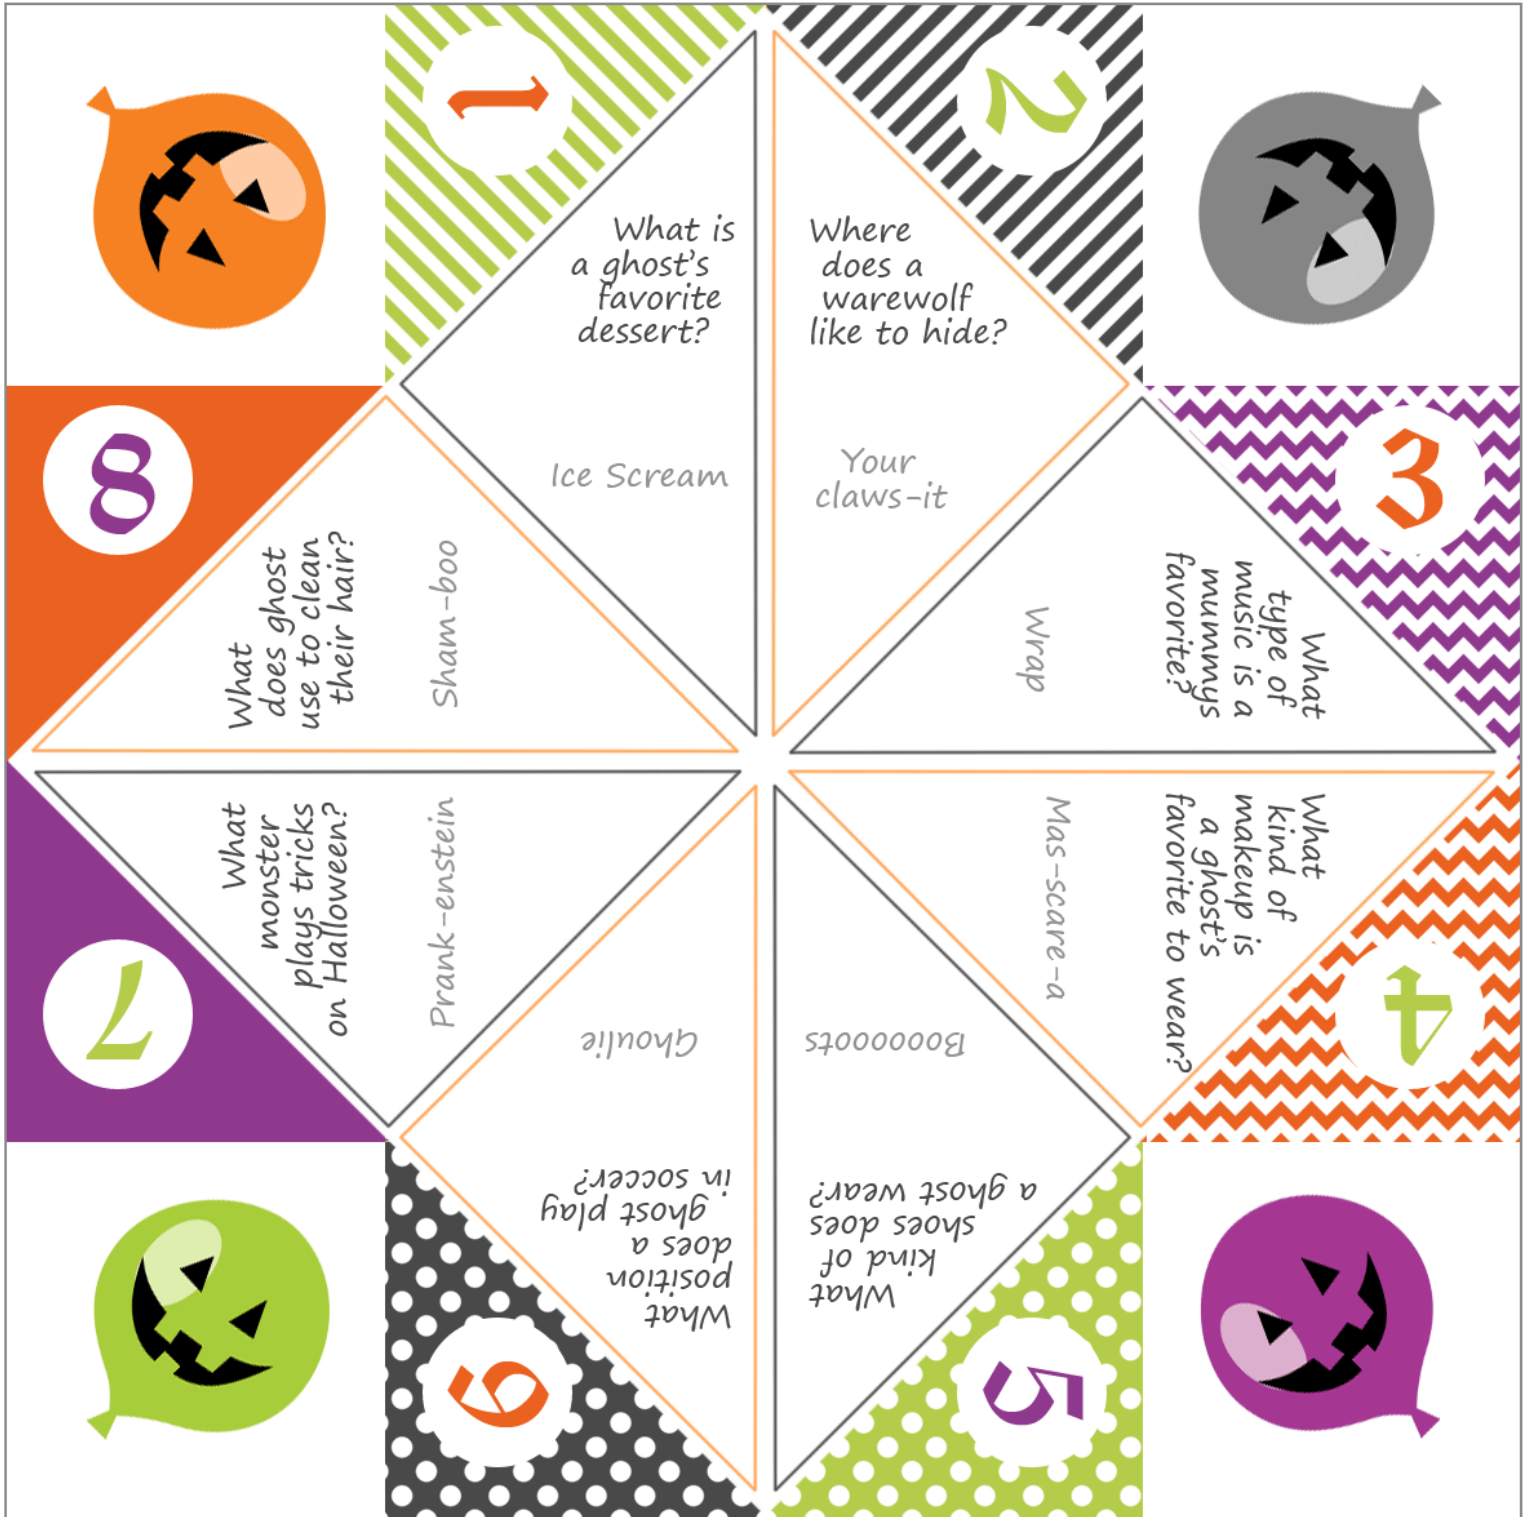 1
What is
a ghost's
favorite
dessert?
Ice Scream
2
Where
does a
warewolf
like to hide?
Your
claws-it
3
What
type of
music is a
mummys
favorite?
Wrap
4
What
kind of
makeup is
a ghost's
favorite to wear?
Mas-scare-a
5
What
kind of
shoes does
a ghost wear?
Boooooots
6
What
position
does a
ghost play
in soccer?
Ghoulie
7
What
monster
plays tricks
on Halloween?
Prank-enstein
8
What
does ghost
use to clean
their hair?
Sham-boo